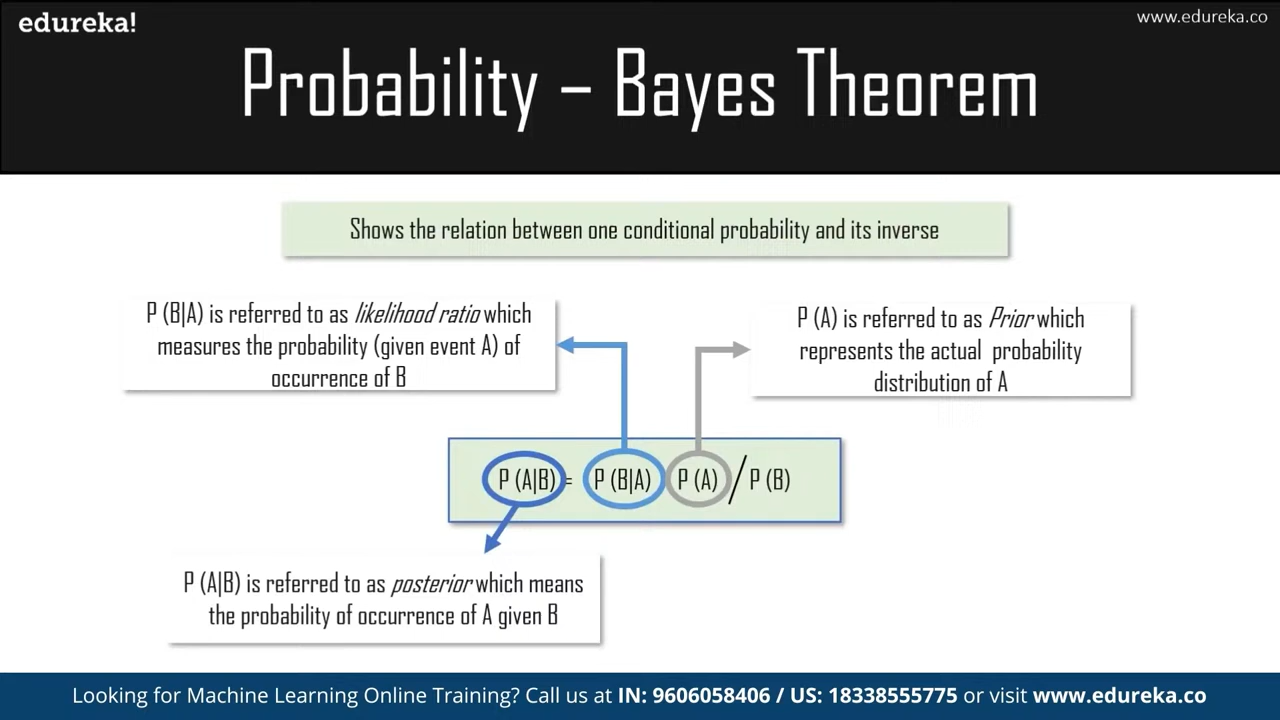 edureka!
www.edureka.co
Probability – Bayes Theorem
Shows the relation between one conditional probability and its inverse
P (B|A) is referred to as likelihood ratio which
measures the probability (given event A) of
occurrence of B
P (A) is referred to as Prior which
represents the actual probability
distribution of A
P (A|B) = P (B|A) P (A) / P (B)
P (A|B) is referred to as posterior which means
the probability of occurrence of A given B
Looking for Machine Learning Online Training? Call us at IN: 9606058406 / US: 18338555775 or visit www.edureka.co